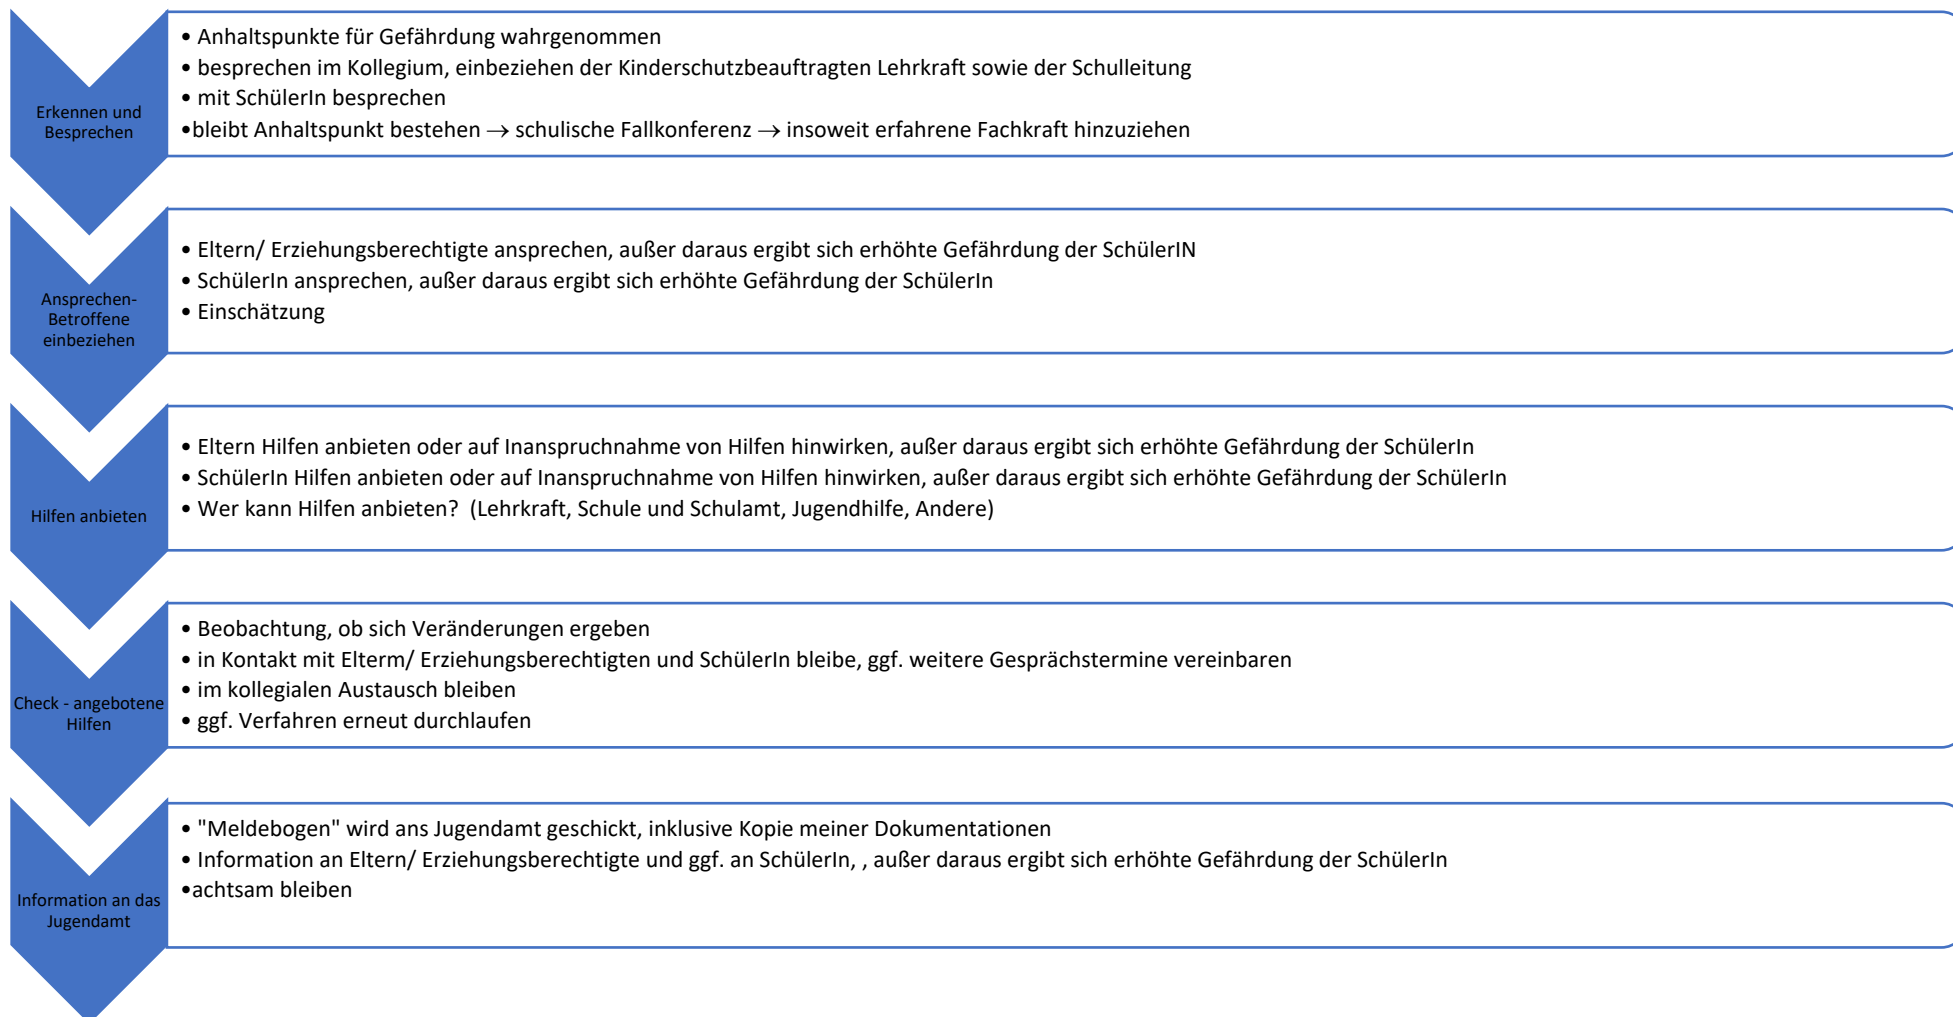 Erkennen und
Besprechen
• Anhaltspunkte für Gefährdung wahrgenommen
• besprechen im Kollegium, einbeziehen der Kinderschutzbeauftragten Lehrkraft sowie der Schulleitung
• mit SchülerIn besprechen
•bleibt Anhaltspunkt bestehen → schulische Fallkonferenz → insoweit erfahrene Fachkraft hinzuziehen
Ansprechen-
Betroffene
einbeziehen
• Eltern/ Erziehungsberechtigte ansprechen, außer daraus ergibt sich erhöhte Gefährdung der SchülerIN
• SchülerIn ansprechen, außer daraus ergibt sich erhöhte Gefährdung der SchülerIn
• Einschätzung
Hilfen anbieten
• Eltern Hilfen anbieten oder auf Inanspruchnahme von Hilfen hinwirken, außer daraus ergibt sich erhöhte Gefährdung der SchülerIn
• SchülerIn Hilfen anbieten oder auf Inanspruchnahme von Hilfen hinwirken, außer daraus ergibt sich erhöhte Gefährdung der SchülerIn
• Wer kann Hilfen anbieten?  (Lehrkraft, Schule und Schulamt, Jugendhilfe, Andere)
Check - angebotene
Hilfen
• Beobachtung, ob sich Veränderungen ergeben
• in Kontakt mit Elterm/ Erziehungsberechtigten und SchülerIn bleibe, ggf. weitere Gesprächstermine vereinbaren
• im kollegialen Austausch bleiben
• ggf. Verfahren erneut durchlaufen
Information an das
Jugendamt
• "Meldebogen" wird ans Jugendamt geschickt, inklusive Kopie meiner Dokumentationen
• Information an Eltern/ Erziehungsberechtigte und ggf. an SchülerIn, , außer daraus ergibt sich erhöhte Gefährdung der SchülerIn
•achtsam bleiben